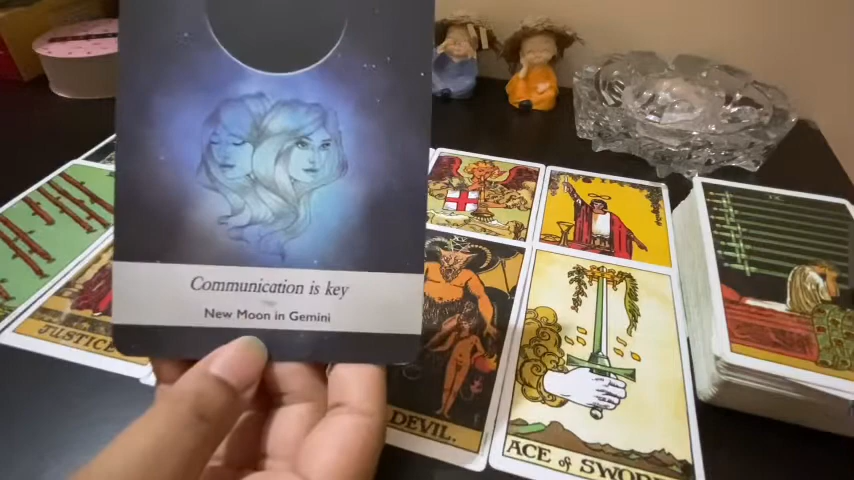 Communication is key
New Moon in Gemini
JUSTICE
DEVIL.
ACE of SWORDS